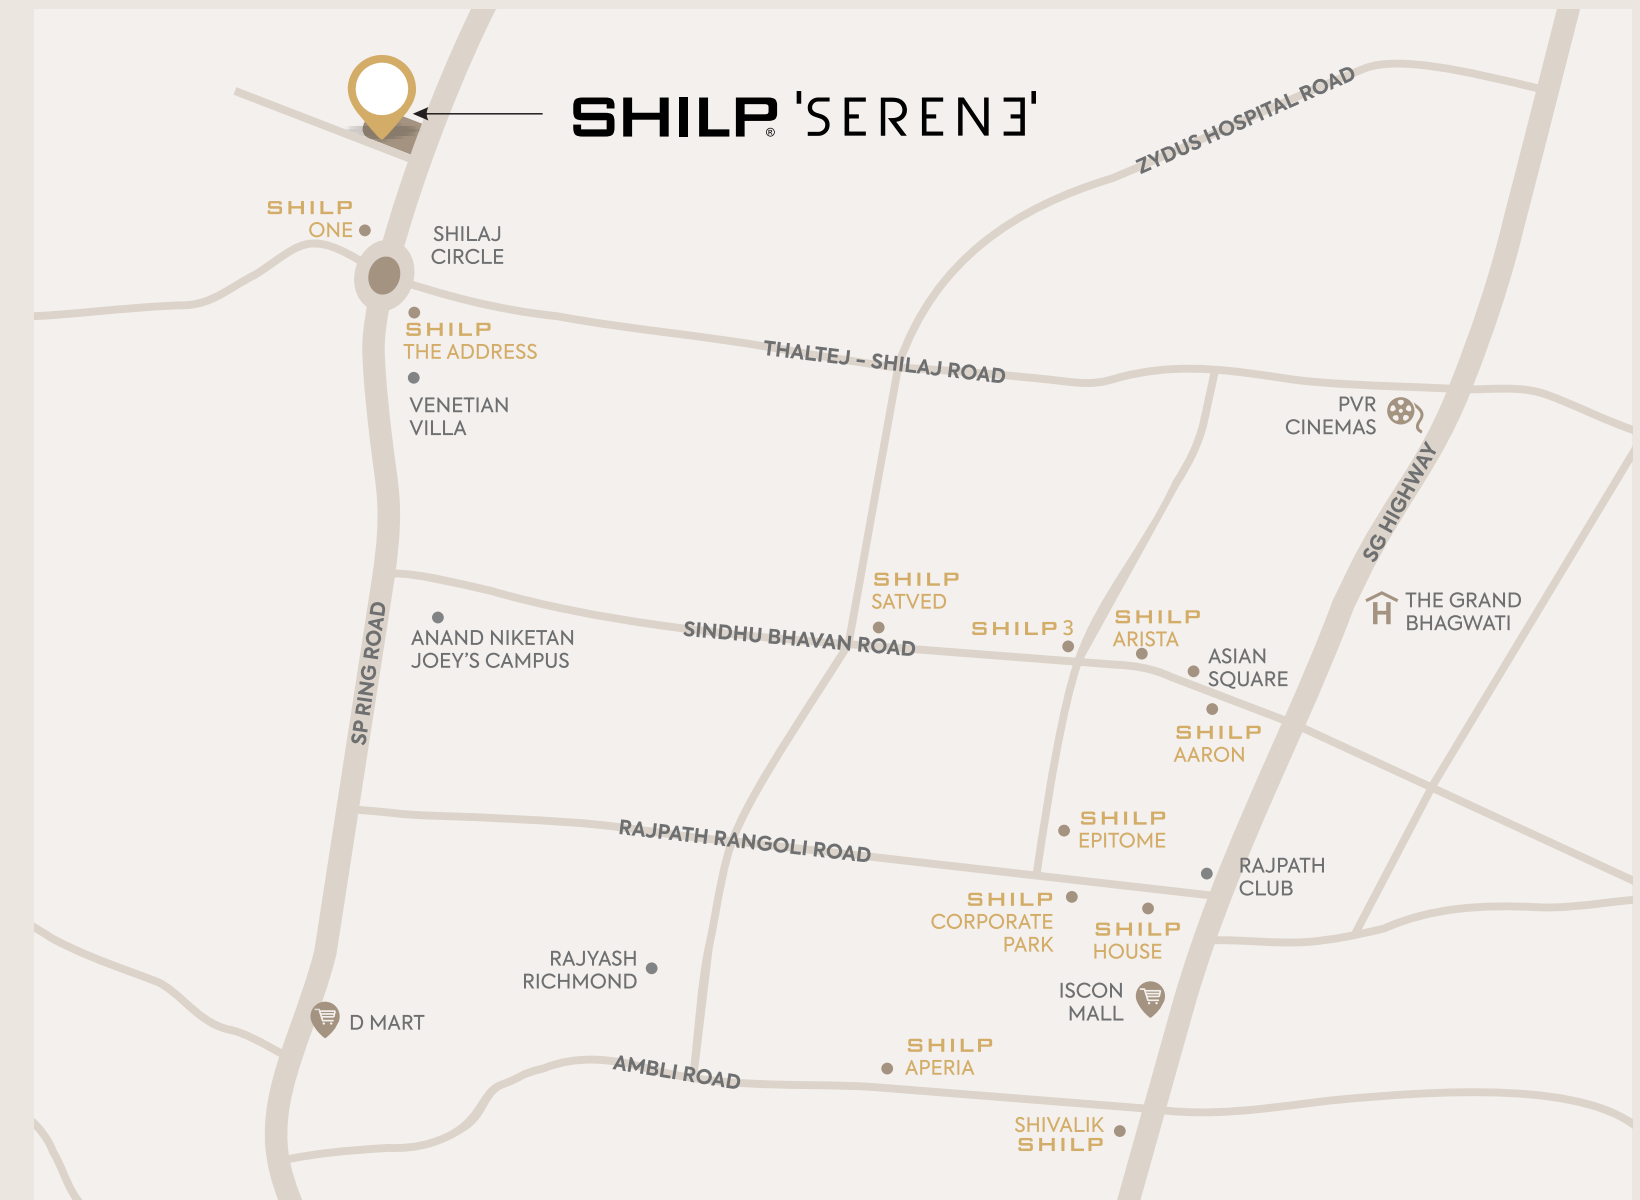 ZYDUS HOSPITAL ROAD
SHILP® 'SERENE'
SHILP
ONE
SHILAJ
CIRCLE
SHILP
THE ADDRESS
THALTEJ - SHILAJ ROAD
VENETIAN
VILLA
PVR
CINEMAS
SG HIGHWAY
SHILP
SATVED
SHILP 3
SHILP
ARISTA
THE GRAND
BHAGWATI
H
SINDHU BHAVAN ROAD
ANAND NIKETAN
JOEY'S CAMPUS
ASIAN
SQUARE
SP RING ROAD
SHILP
AARON
RAJPATH RANGOLI ROAD
SHILP
EPITOME
RAJPATH
CLUB
SHILP
CORPORATE
PARK
SHILP
HOUSE
RAJYASH
RICHMOND
ISCON
MALL
D MART
AMBLI ROAD
SHILP
APERIA
SHIVALIK
SHILP